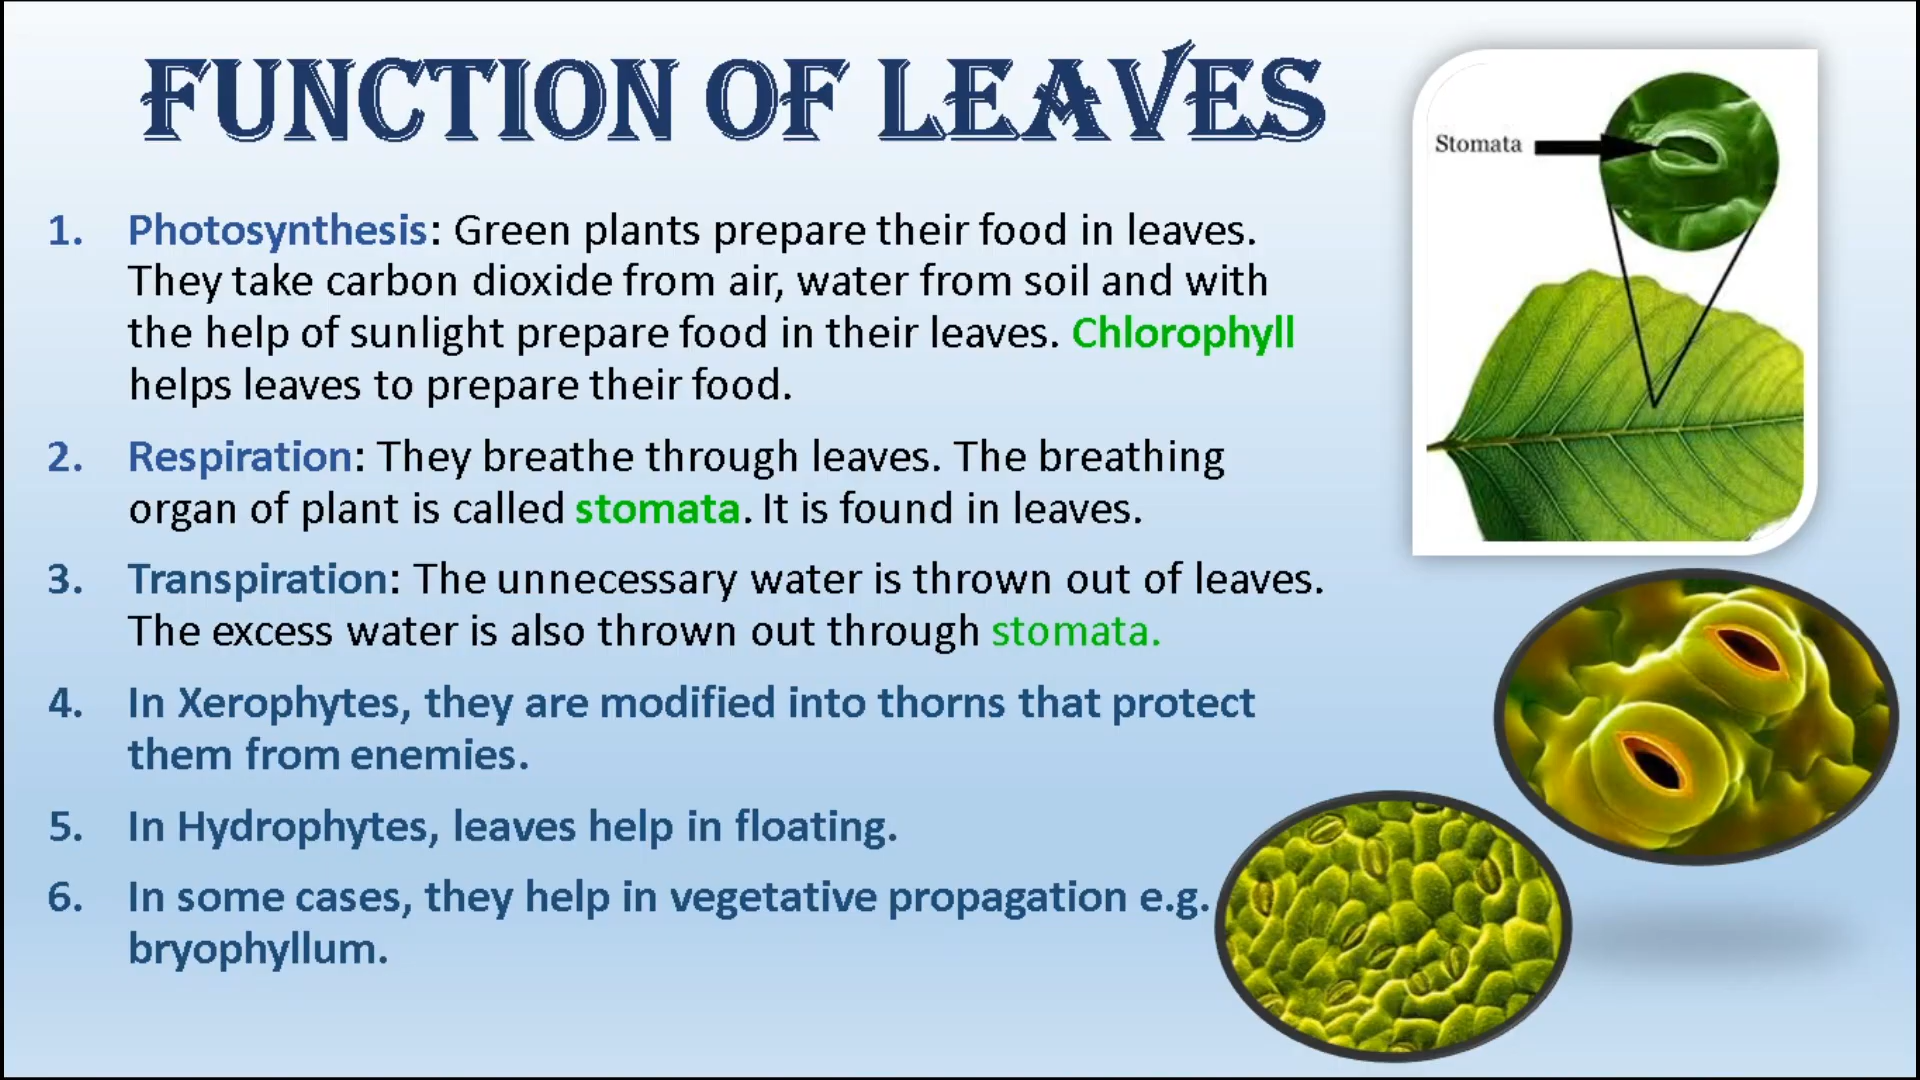 FUNCTION OF LEAVES
Stomata
1. Photosynthesis: Green plants prepare their food in leaves.
They take carbon dioxide from air, water from soil and with
the help of sunlight prepare food in their leaves. Chlorophyll
helps leaves to prepare their food.
2. Respiration: They breathe through leaves. The breathing
organ of plant is called stomata. It is found in leaves.
3. Transpiration: The unnecessary water is thrown out of leaves.
The excess water is also thrown out through stomata.
4. In Xerophytes, they are modified into thorns that protect
them from enemies.
5. In Hydrophytes, leaves help in floating.
6. In some cases, they help in vegetative propagation e.g.
bryophyllum.